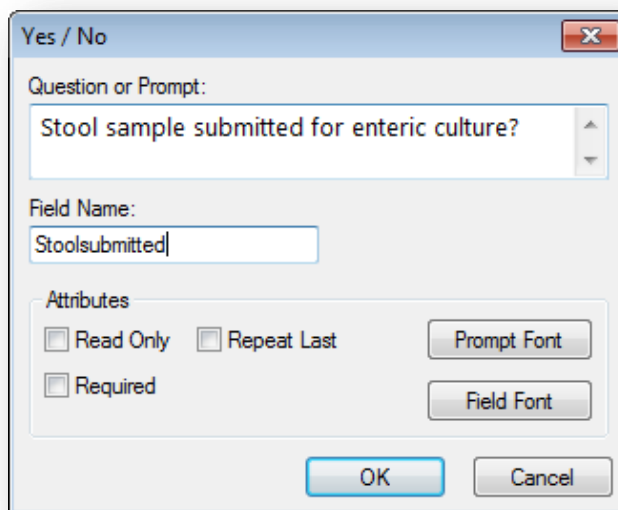 Yes / No
Question or Prompt:
Stool sample submitted for enteric culture?
Field Name:
Stoolsubmitted
Attributes
Read Only Repeat Last Prompt Font
Required
Field Font
OK Cancel